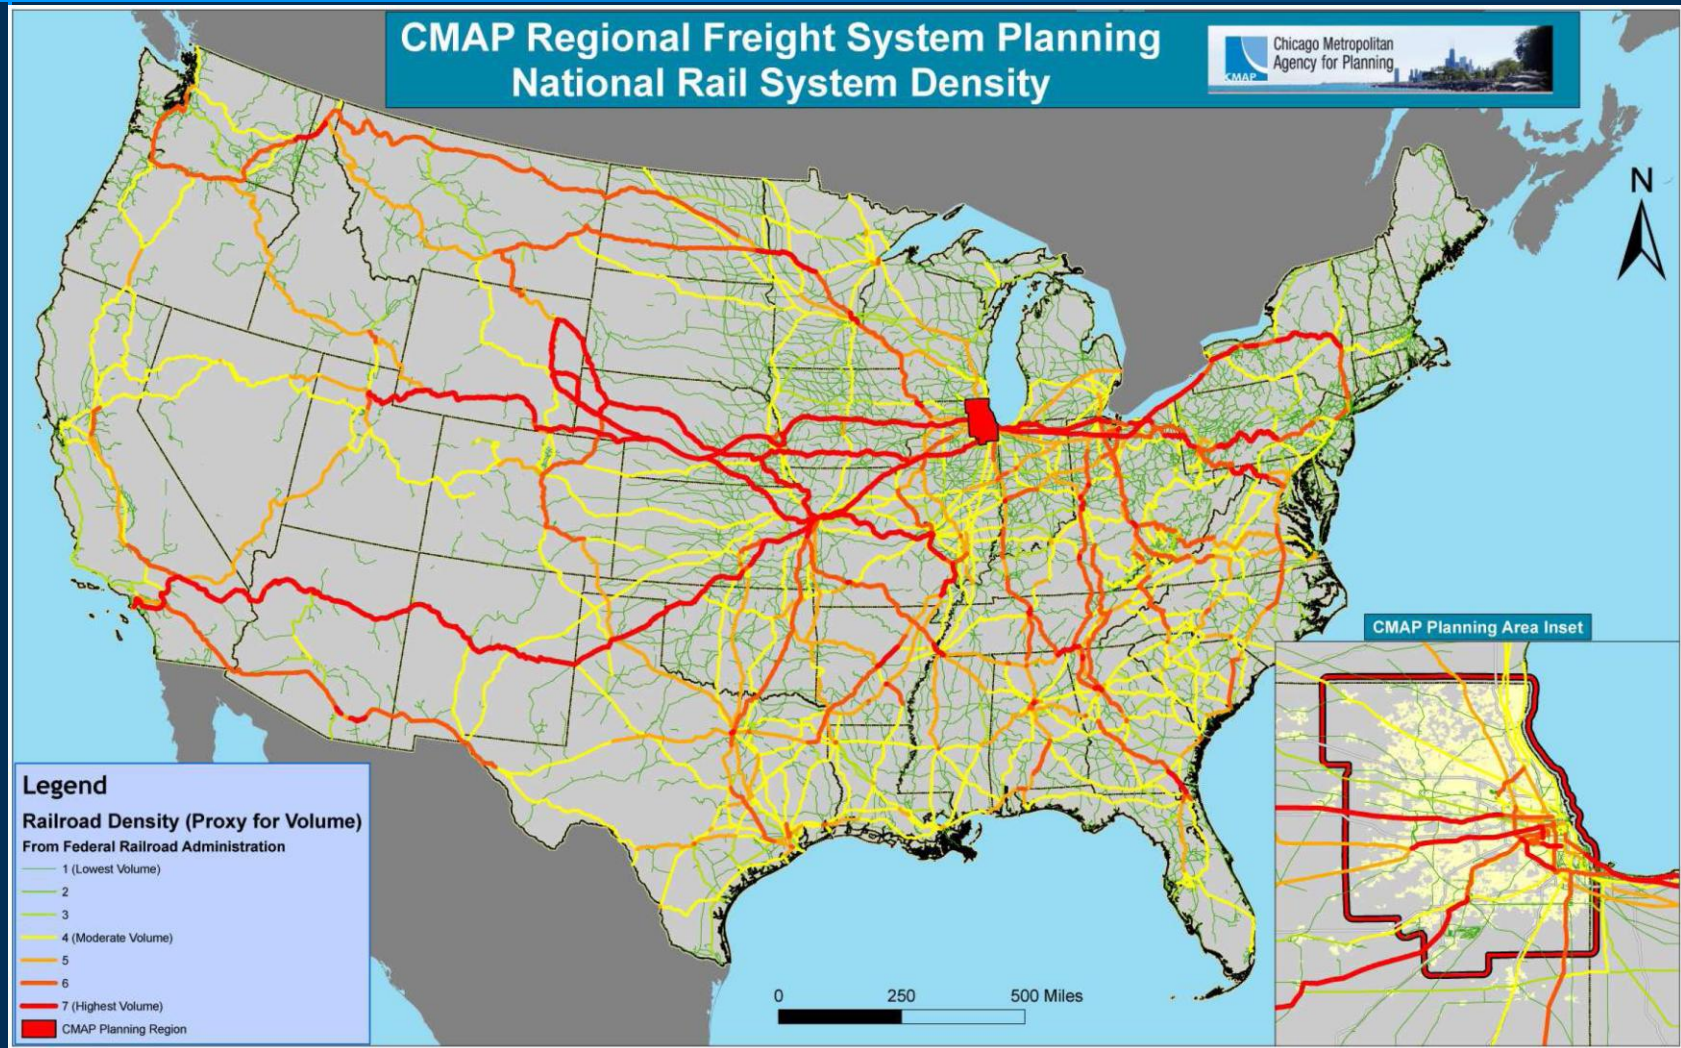 CMAP Regional Freight System Planning
National Rail System Density
CMAP
Chicago Metropolitan
Agency for Planning
N
CMAP Planning Area Inset
Legend
Railroad Density (Proxy for Volume)
From Federal Railroad Administration
1 (Lowest Volume)
2
3
4 (Moderate Volume)
5
6
7 (Highest Volume)
CMAP Planning Region
0 250 500 Miles